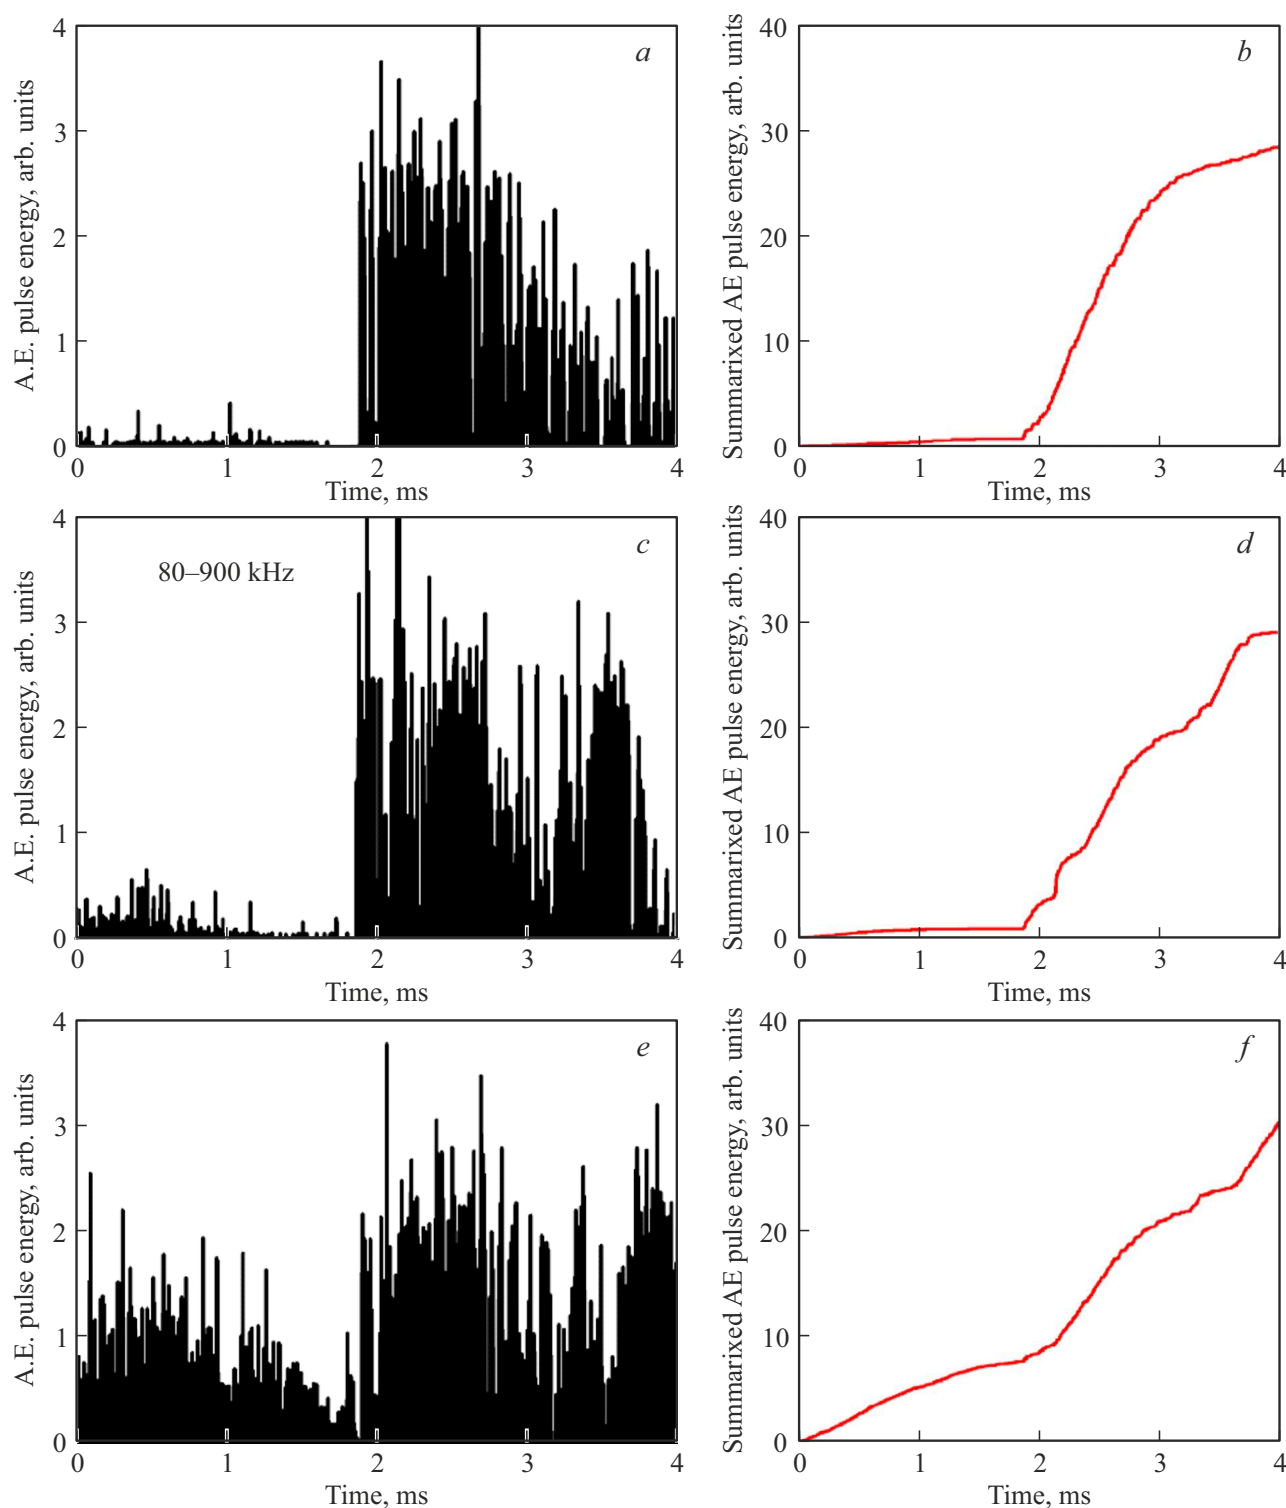 4
3
2
1
0
A.E. pulse energy, arb. units
a
0 1 2 3 4
Time, ms
40
30
20
10
0
Summarixed AE pulse energy, arb. units
b
0 1 2 3 4
Time, ms
4
3
2
1
0
A.E. pulse energy, arb. units
80–900 kHz
c
0 1 2 3 4
Time, ms
40
30
20
10
0
Summarixed AE pulse energy, arb. units
d
0 1 2 3 4
Time, ms
4
3
2
1
0
A.E. pulse energy, arb. units
e
0 1 2 3 4
Time, ms
40
30
20
10
0
Summarixed AE pulse energy, arb. units
f
0 1 2 3 4
Time, ms